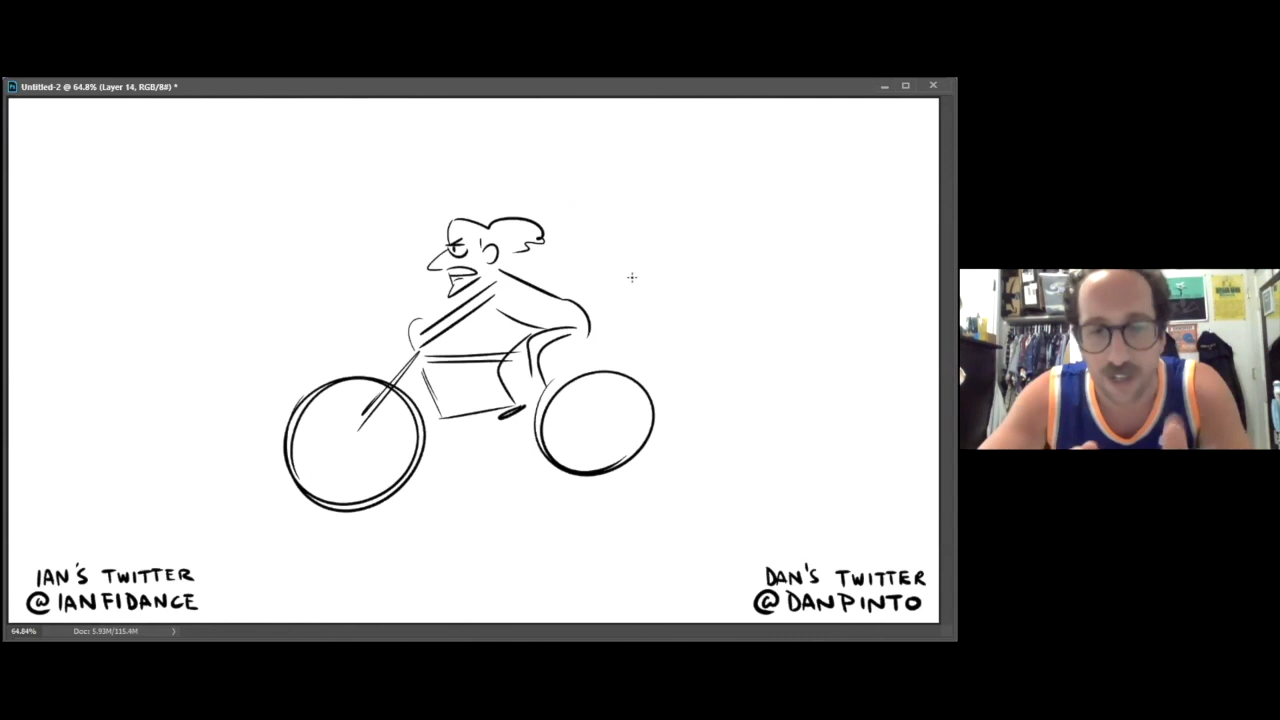 Untitled-2 @ 64.8% (Layer 14, RGB/8#) *
IAN'S TWITTER
@IANFIDANCE
DAN'S TWITTER
@DANPINTO
64.84%
Doc: 5.93M/115.4M